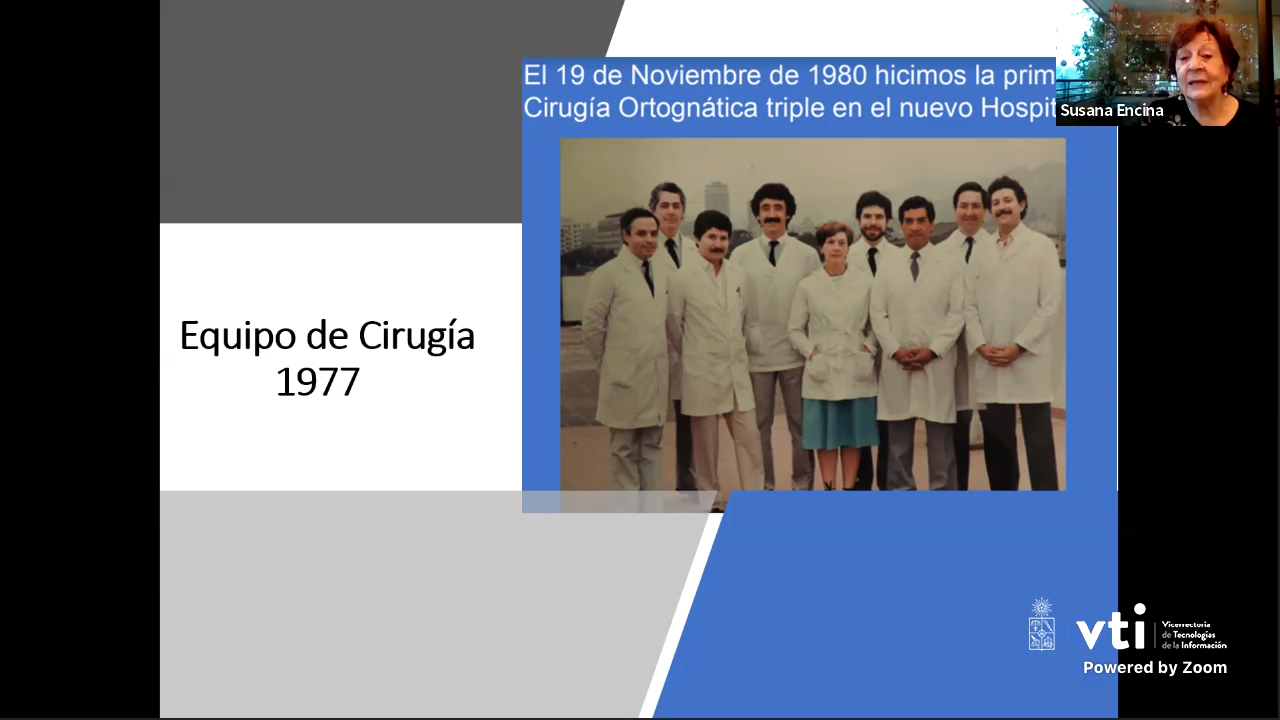 El 19 de Noviembre de 1980 hicimos la prim
Cirugía Ortognática triple en el nuevo Hospit
Susana Encina
Equipo de Cirugía
1977
vti
Vicerrectoría
de Tecnologías
de la Información
Powered by Zoom